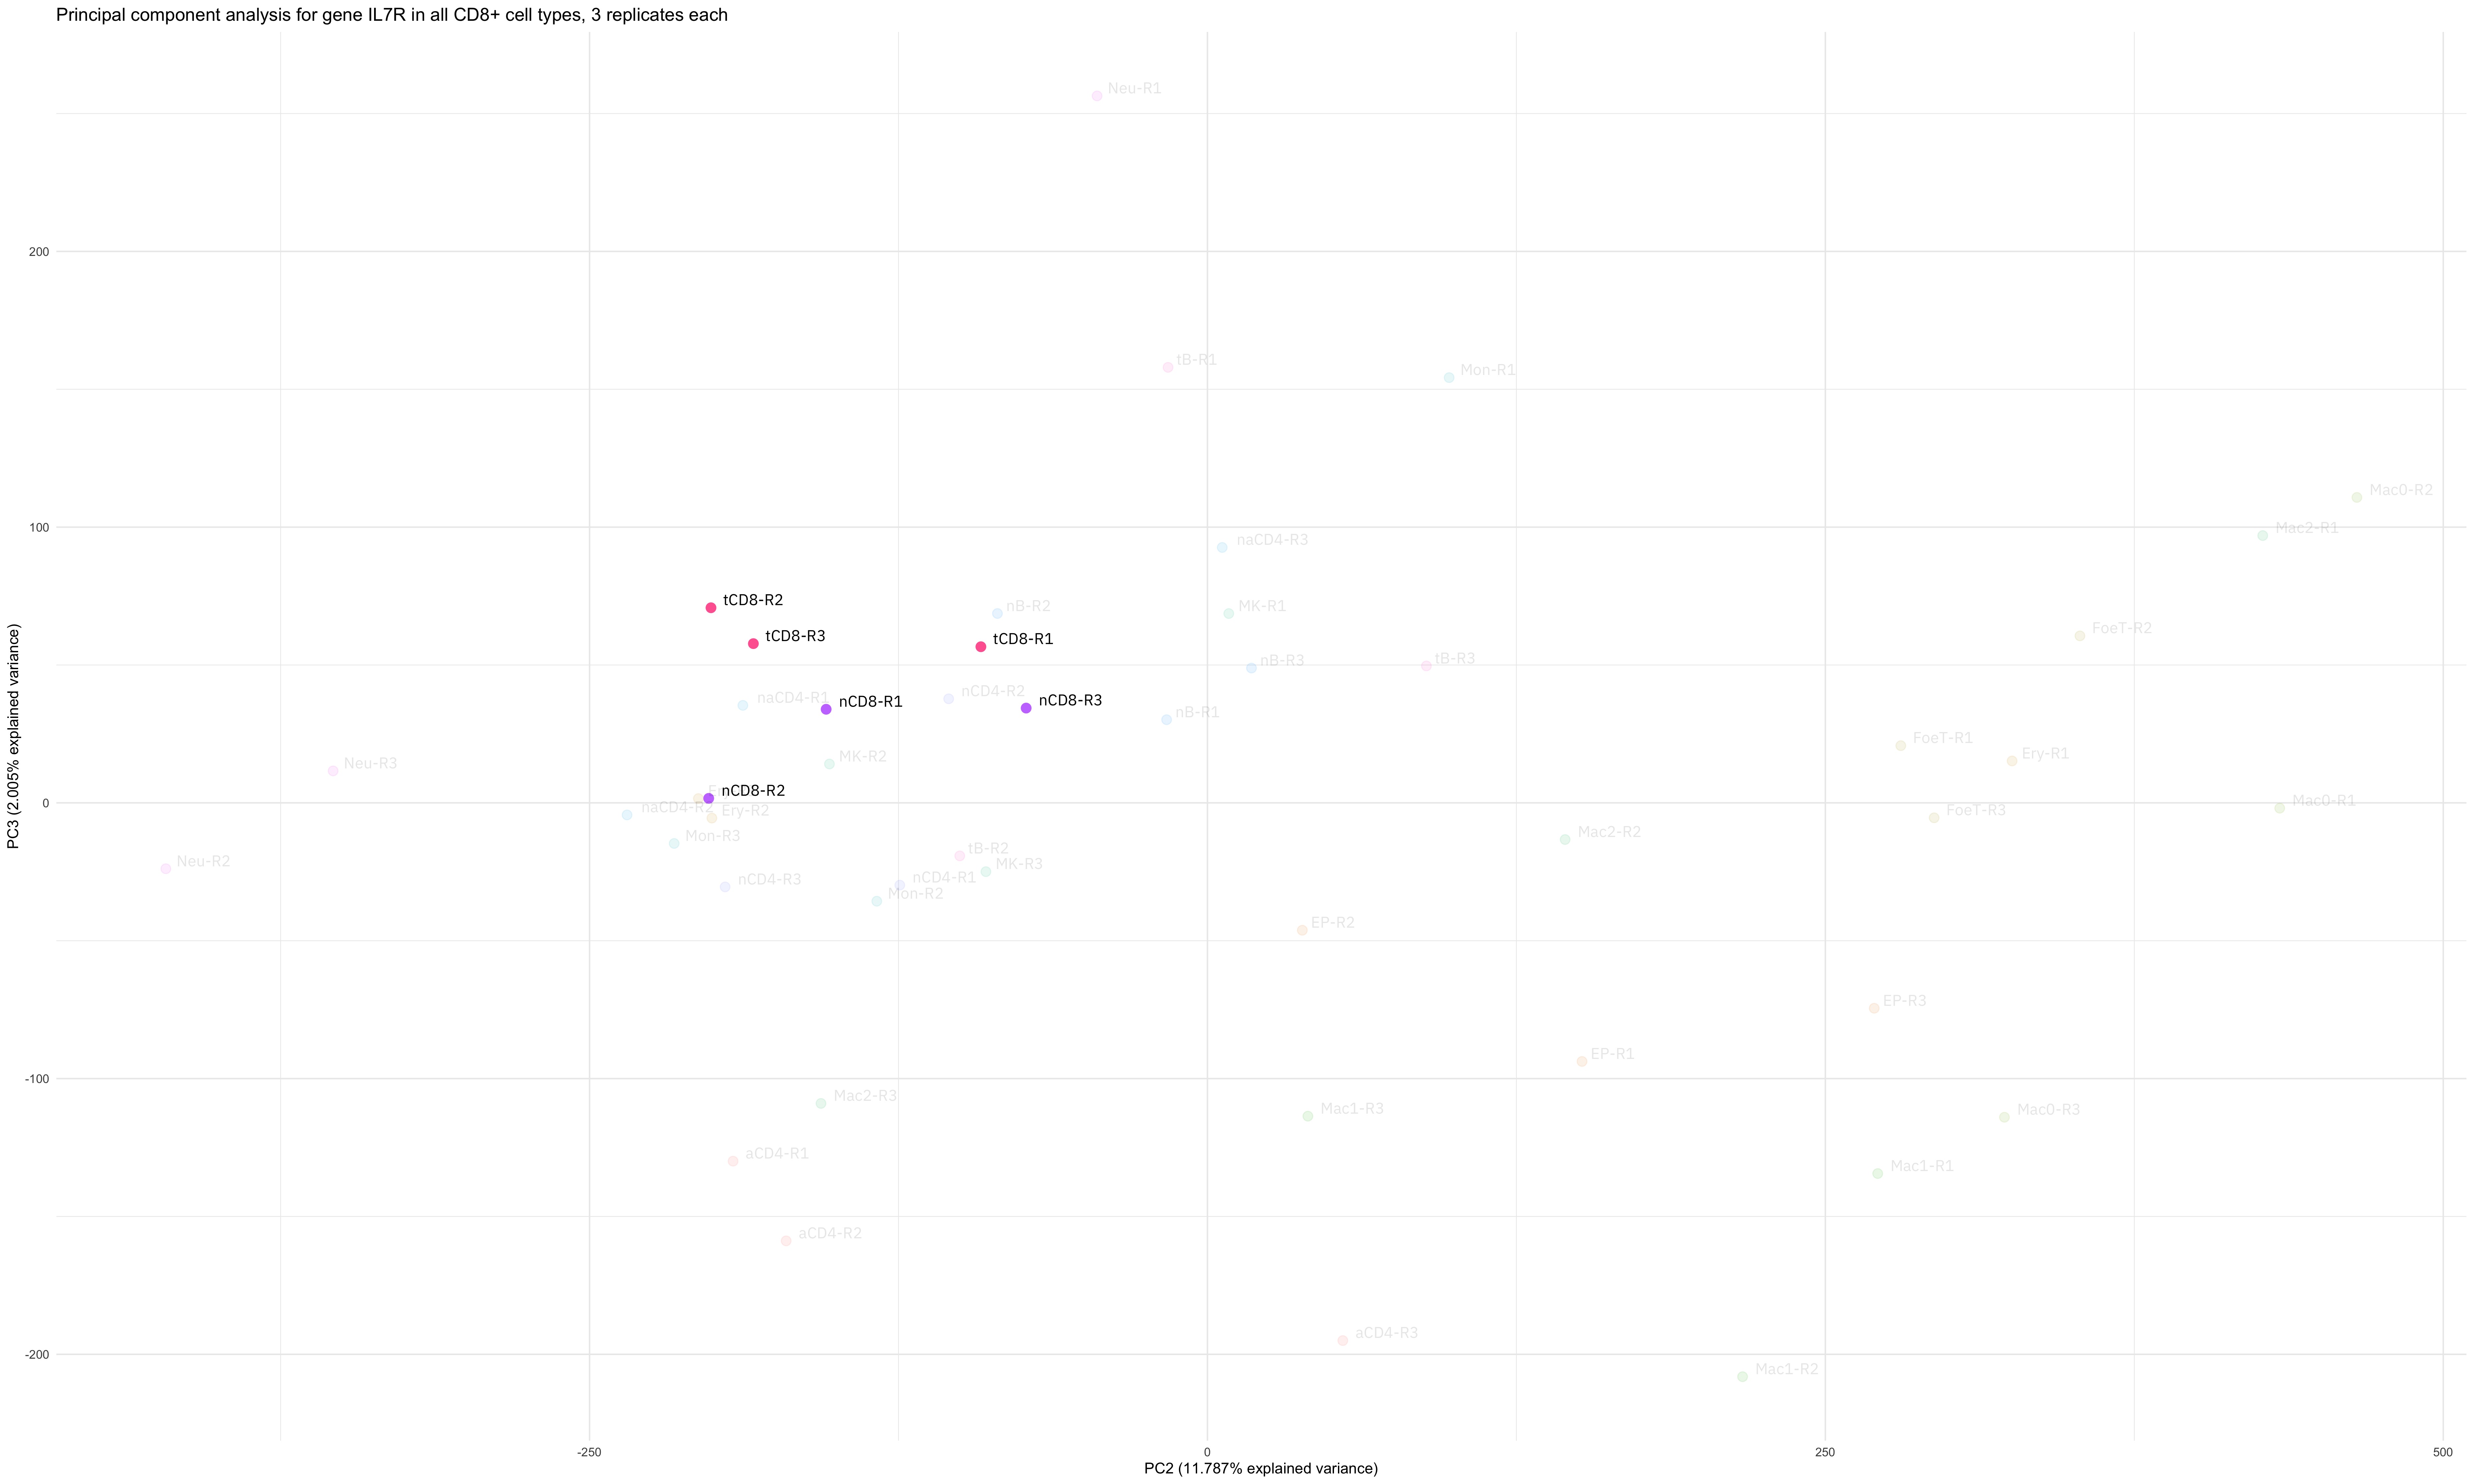 Principal component analysis for gene IL7R in all CD8+ cell types, 3 replicates each
Neu-R1
200
tB-R1
Mon-R1
Mac0-R2
100
Mac2-R1
naCD4-R3
tCD8-R2
nB-R2
MK-R1
FoeT-R2
tCD8-R3
tCD8-R1
nB-R3
tB-R3
naCD4-R1
nCD8-R1
nCD4-R2
nCD8-R3
nB-R1
FoeT-R1
Ery-R1
MK-R2
Neu-R3
nCD8-R2
0
naCD4-R2
Ery-R2
FoeT-R3
Mac0-R1
Mon-R3
Mac2-R2
tB-R2
Neu-R2
MK-R3
nCD4-R3
nCD4-R1
Mon-R2
EP-R2
EP-R3
EP-R1
-100
Mac2-R3
Mac1-R3
Mac0-R3
aCD4-R1
Mac1-R1
aCD4-R2
aCD4-R3
-200
Mac1-R2
PC3 (2.005% explained variance)
-250
0
250
500
PC2 (11.787% explained variance)